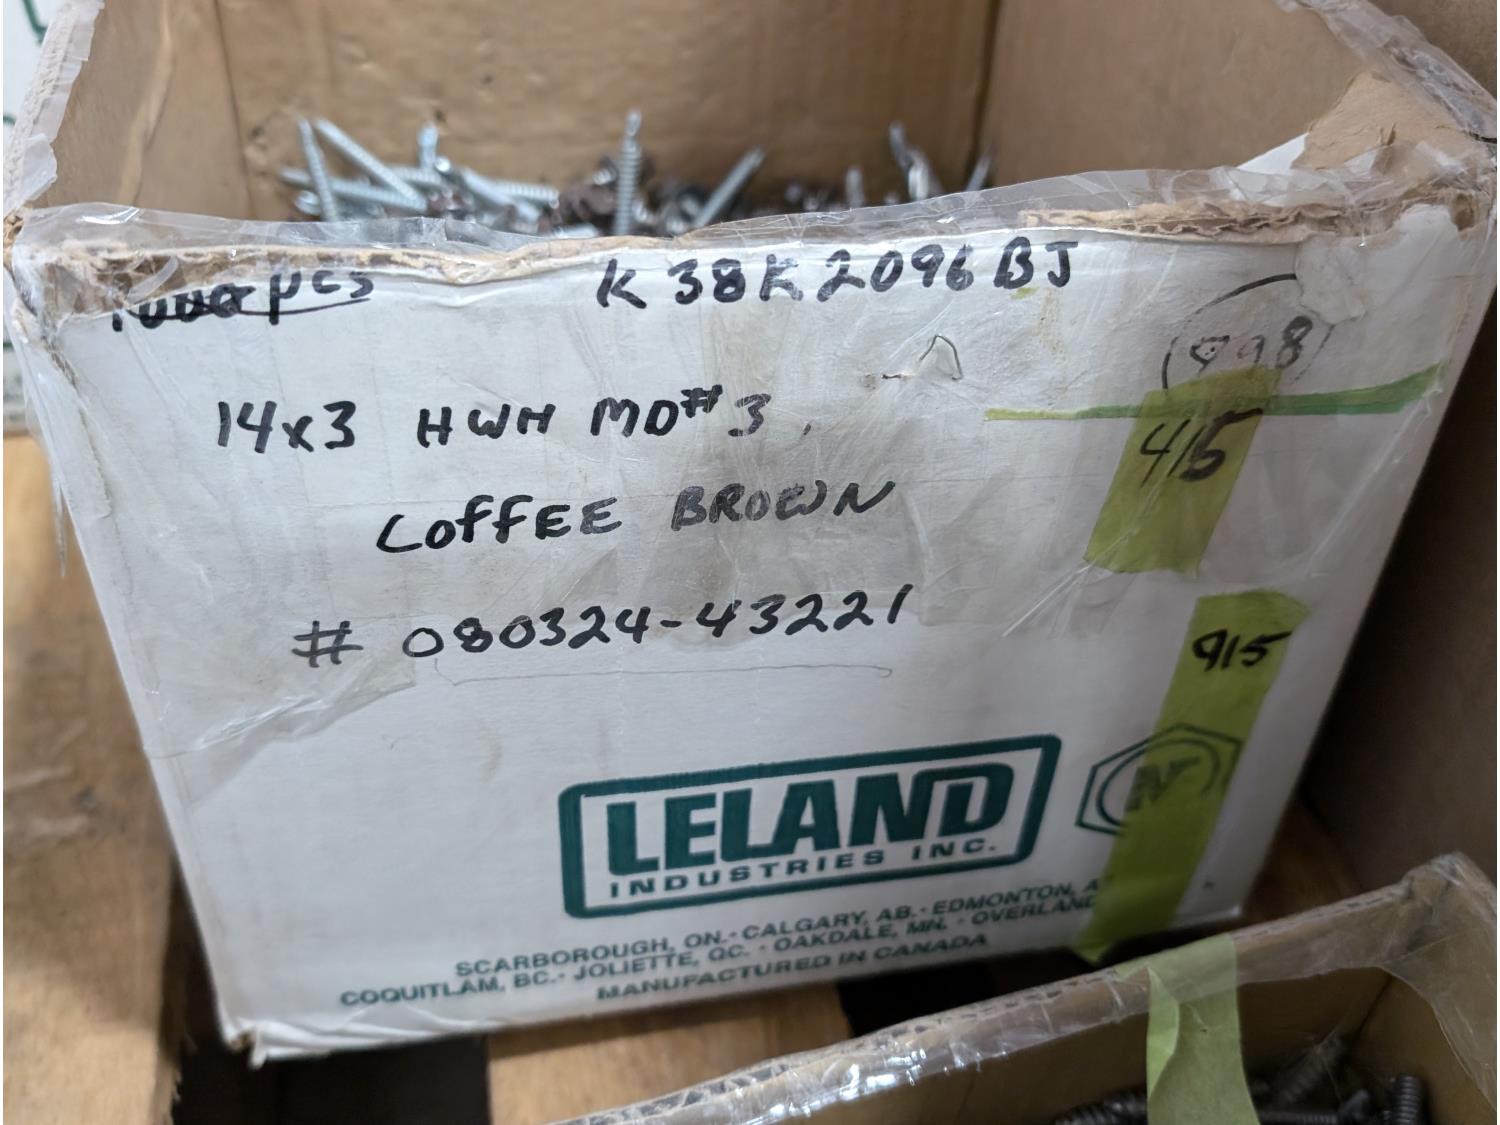 1000 pcs
K38K2096BJ
898
14x3 HWH MD#3,
415
COFFEE BROWN
# 080324-43221
915
LELAND
INDUSTRIES INC.
N
SCARBOROUGH, ON.·CALGARY, AB.·EDMONTON, A
COQUITLAM, BC.·JOLIETTE, QC.·OAKDALE, MN.·OVERLAND
MANUFACTURED IN CANADA